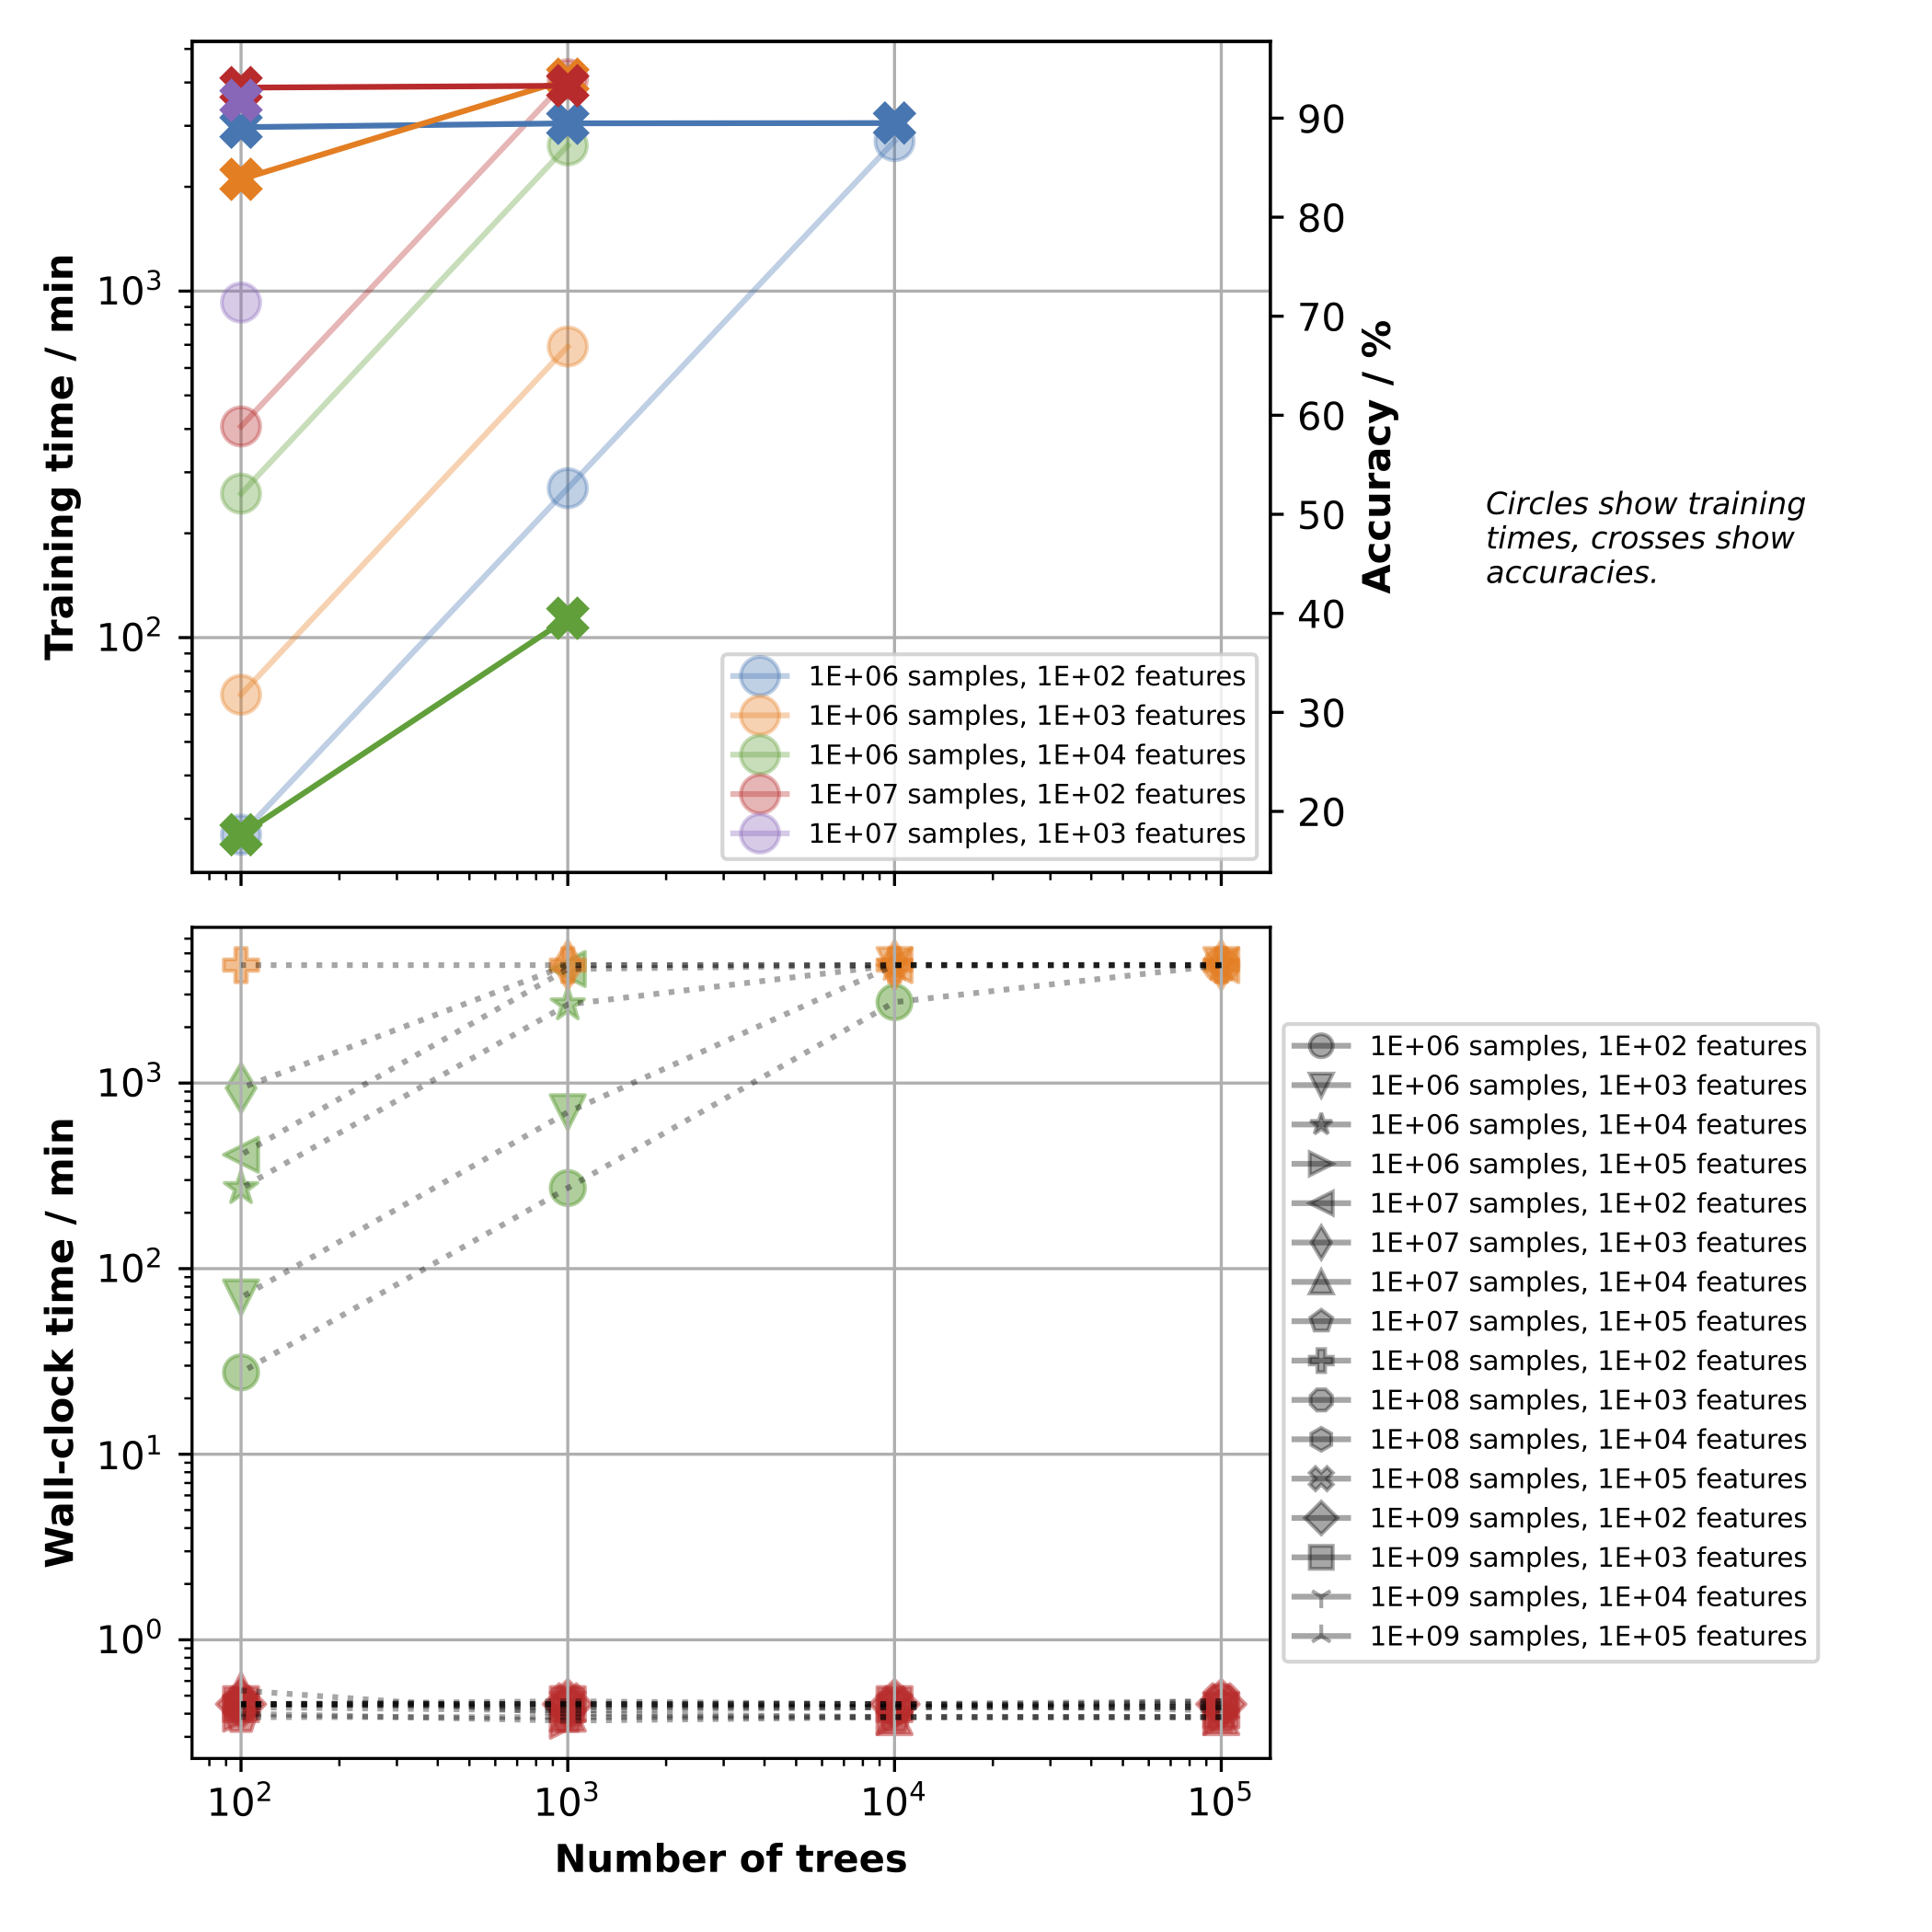 Training time / min
10³
10²
90
80
70
60
50
40
30
20
Accuracy / %
Circles show training
times, crosses show
accuracies.
1E+06 samples, 1E+02 features
1E+06 samples, 1E+03 features
1E+06 samples, 1E+04 features
1E+07 samples, 1E+02 features
1E+07 samples, 1E+03 features
Wall-clock time / min
10³
10²
10¹
10⁰
1E+06 samples, 1E+02 features
1E+06 samples, 1E+03 features
1E+06 samples, 1E+04 features
1E+06 samples, 1E+05 features
1E+07 samples, 1E+02 features
1E+07 samples, 1E+03 features
1E+07 samples, 1E+04 features
1E+07 samples, 1E+05 features
1E+08 samples, 1E+02 features
1E+08 samples, 1E+03 features
1E+08 samples, 1E+04 features
1E+08 samples, 1E+05 features
1E+09 samples, 1E+02 features
1E+09 samples, 1E+03 features
1E+09 samples, 1E+04 features
1E+09 samples, 1E+05 features
10² 10³ 10⁴ 10⁵
Number of trees